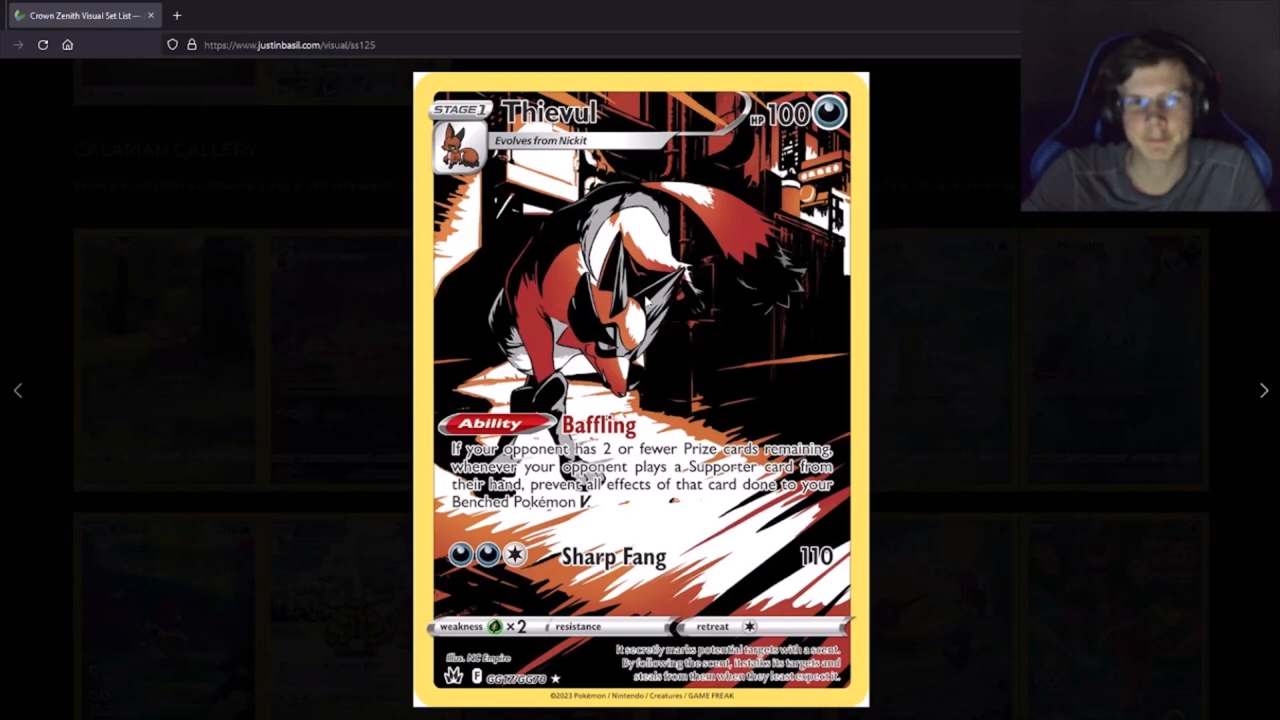 Crown Zenith Visual Set List —
https://www.justinbasil.com/visual/ss125
GALARIAN GALLERY
STAGE 1
Thievul
HP 100
Evolves from Nickit
Ability
Baffling
If your opponent has 2 or fewer Prize cards remaining,
whenever your opponent plays a Supporter card from
their hand, prevent all effects of that card done to your
Benched Pokémon V.
Sharp Fang 110
weakness ×2 resistance retreat
Illus. NC Empire
It secretly marks potential targets with a scent.
By following the scent, it stalks its targets and
steals from them when they least expect it.
F GG17/GG70
©2023 Pokémon / Nintendo / Creatures / GAME FREAK